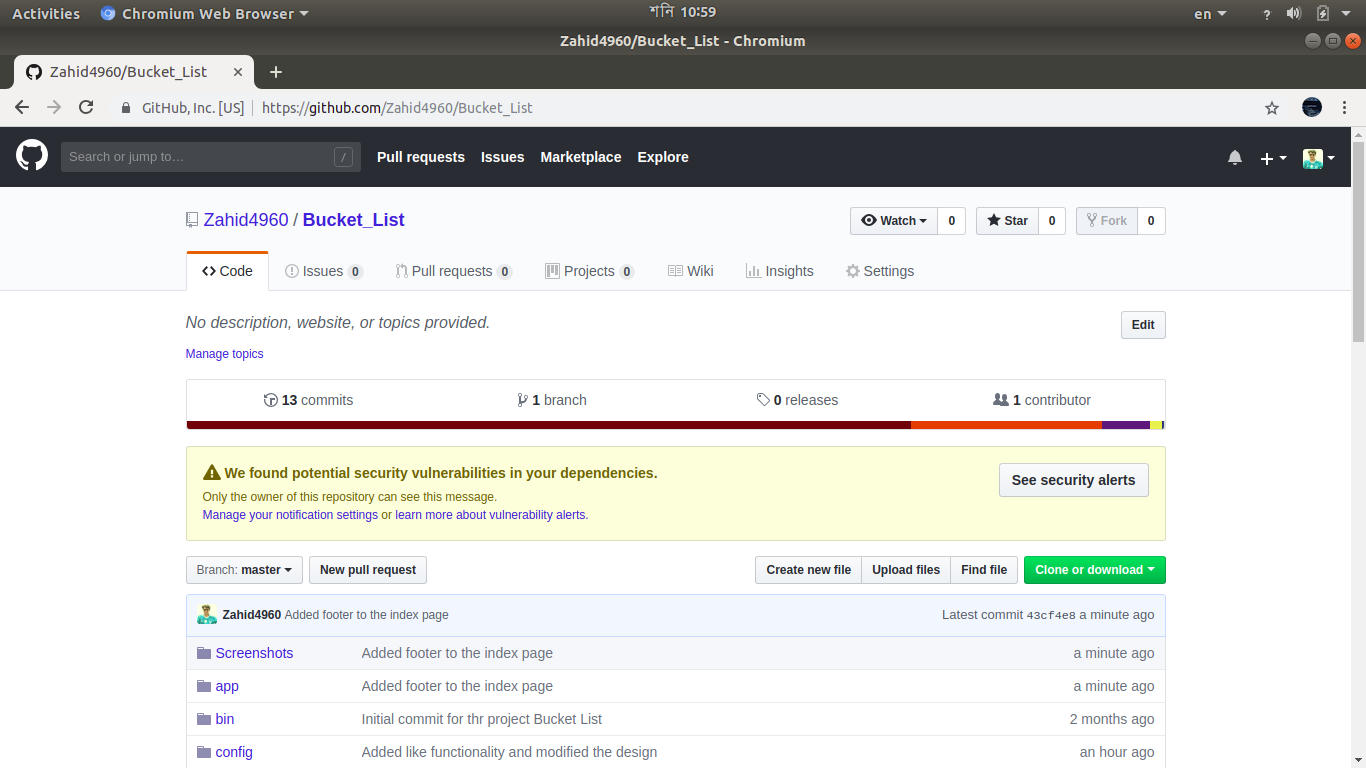 Activities Chromium Web Browser শনি 10:59 en ?
Zahid4960/Bucket_List - Chromium
Zahid4960/Bucket_List
GitHub, Inc. [US] https://github.com/Zahid4960/Bucket_List
Search or jump to… / Pull requests Issues Marketplace Explore
Zahid4960 / Bucket_List Watch 0 Star 0 Fork 0
Code Issues 0 Pull requests 0 Projects 0 Wiki Insights Settings
No description, website, or topics provided. Edit
Manage topics
13 commits 1 branch 0 releases 1 contributor
We found potential security vulnerabilities in your dependencies. See security alerts
Only the owner of this repository can see this message.
Manage your notification settings or learn more about vulnerability alerts.
Branch: master New pull request Create new file Upload files Find file Clone or download
Zahid4960 Added footer to the index page Latest commit 43cf4e8 a minute ago
Screenshots Added footer to the index page a minute ago
app Added footer to the index page a minute ago
bin Initial commit for thr project Bucket List 2 months ago
config Added like functionality and modified the design an hour ago